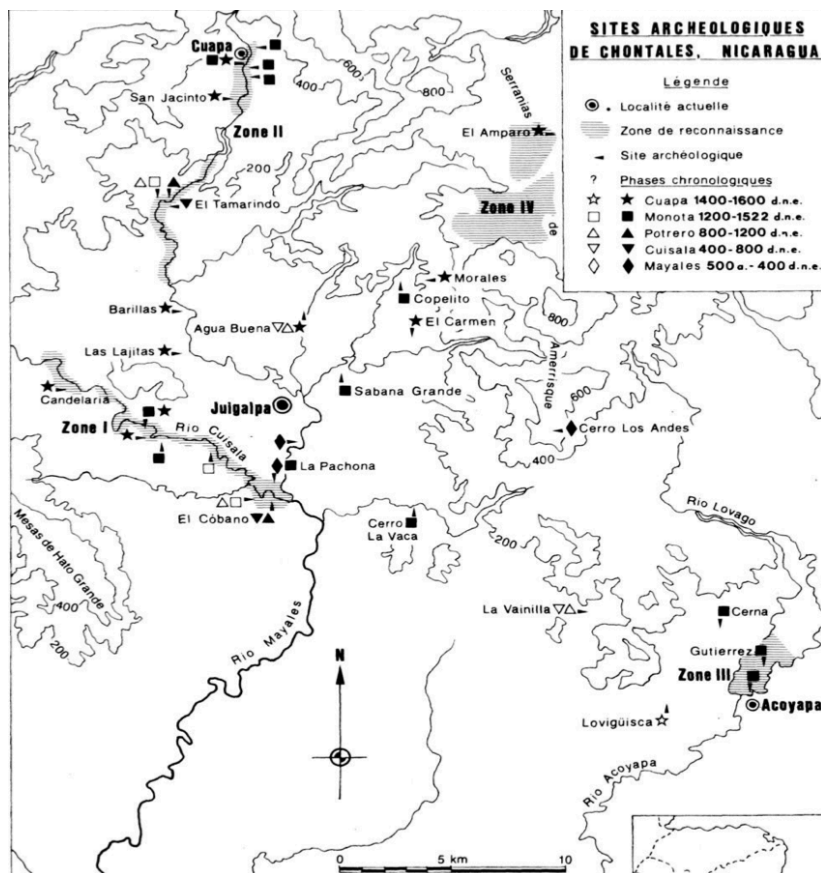 SITES ARCHEOLOGIQUES
DE CHONTALES, NICARAGUA
Légende
Localité actuelle
Zone de reconnaissance
Site archéologique
? Phases chronologiques
Cuapa 1400-1600 d.n.e.
Monota 1200-1522 d.n.e.
Potrero 800-1200 d.n.e.
Cuisala 400-800 d.n.e.
Mayales 500 a.-400 d.n.e.
Cuapa
400
600
800
San Jacinto
Zone II
Serranias
El Amparo
200
El Tamarindo
Zone IV
de
Morales
Copelito
Barillas
Agua Buena
El Carmen
800
Las Lajitas
Amerrisque
Candelaria
Juigalpa
Sabana Grande
600
Zone I
Rio Cuisala
Cerro Los Andes
400
La Pachona
Rio Lovago
El Cóbano
Cerro
La Vaca
200
Mesas de Hato Grande
400
200
La Vainilla
Cerna
Rio Mayales
N
Gutierrez
Zone III
Acoyapa
Lovigüisca
Rio Acoyapa
0 5 km 10